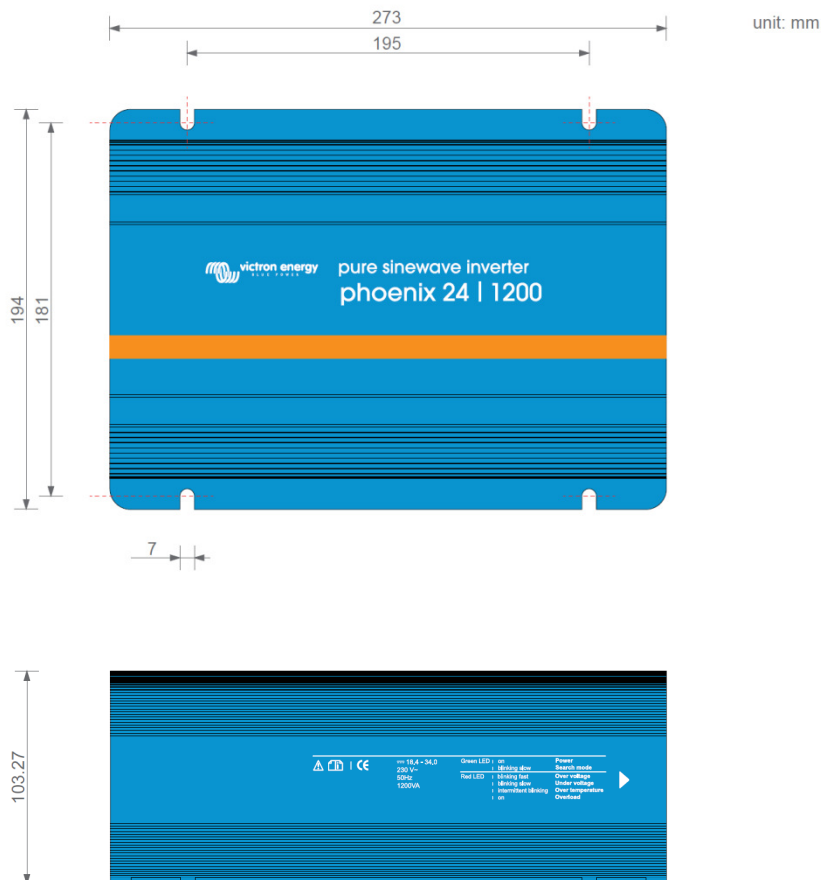 273
unit: mm
195
194
181
victron energy
BLUE POWER
pure sinewave inverter
phoenix 24 | 1200
7
103.27
CE
18,4 - 34,0
230 V~
50Hz
1200VA
Green LED | on Power
| blinking slow Search mode
Red LED | blinking fast Over voltage
| blinking slow Under voltage
| intermittent blinking Over temperature
| on Overload